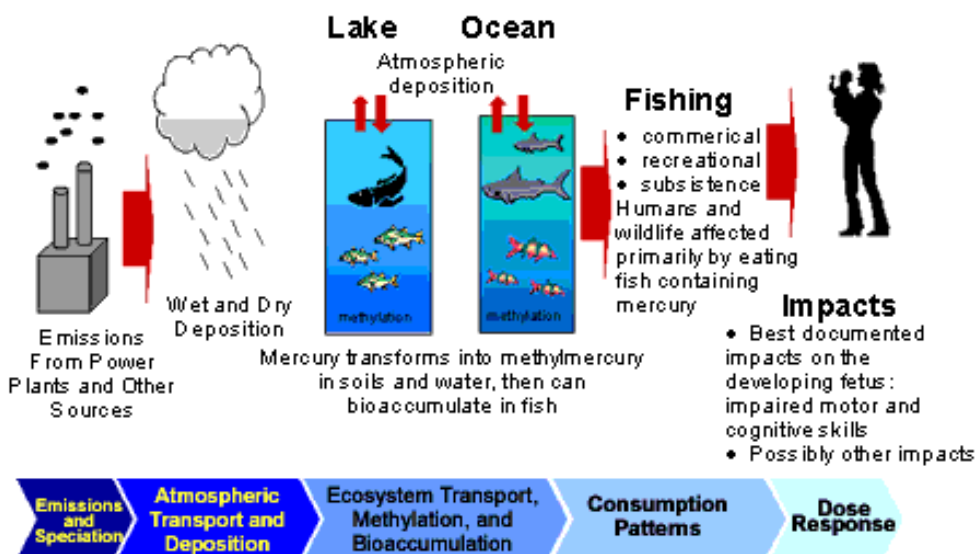 Lake
Ocean
Atmospheric
deposition
Fishing
● commerical
● recreational
● subsistence
Humans and
wildlife affected
primarily by eating
fish containing
mercury
Wet and Dry
Deposition
methylation
methylation
Emissions
From Power
Plants and Other
Sources
Mercury transforms into methylmercury
in soils and water, then can
bioaccumulate in fish
Impacts
● Best documented
impacts on the
developing fetus:
impaired motor and
cognitive skills
● Possibly other impacts
Emissions
and
Speciation
Atmospheric
Transport and
Deposition
Ecosystem Transport,
Methylation, and
Bioaccumulation
Consumption
Patterns
Dose
Response